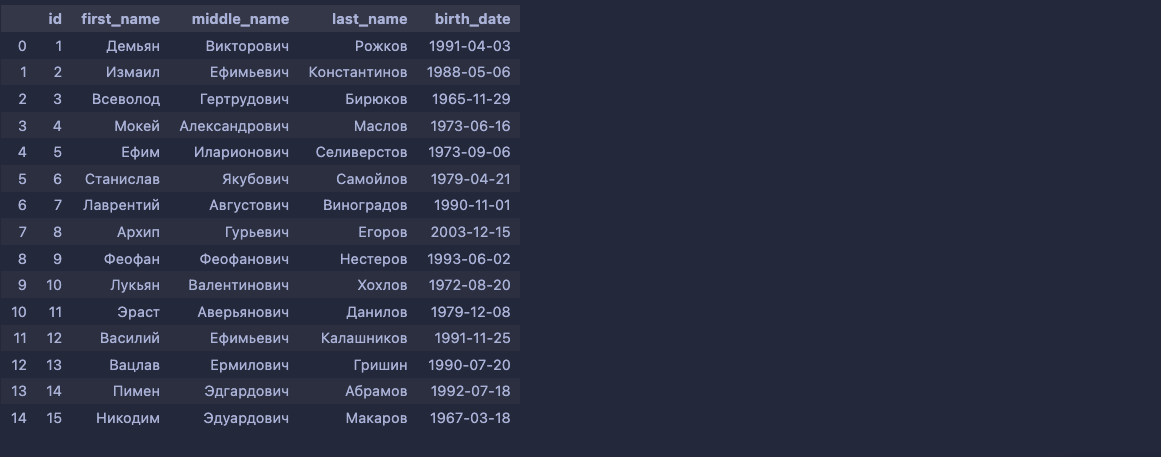 id first_name middle_name last_name birth_date
0 1 Демьян Викторович Рожков 1991-04-03
1 2 Измаил Ефимьевич Константинов 1988-05-06
2 3 Всеволод Гертрудович Бирюков 1965-11-29
3 4 Мокей Александрович Маслов 1973-06-16
4 5 Ефим Иларионович Селиверстов 1973-09-06
5 6 Станислав Якубович Самойлов 1979-04-21
6 7 Лаврентий Августович Виноградов 1990-11-01
7 8 Архип Гурьевич Егоров 2003-12-15
8 9 Феофан Феофанович Нестеров 1993-06-02
9 10 Лукьян Валентинович Хохлов 1972-08-20
10 11 Эраст Аверьянович Данилов 1979-12-08
11 12 Василий Ефимьевич Калашников 1991-11-25
12 13 Вацлав Ермилович Гришин 1990-07-20
13 14 Пимен Эдгардович Абрамов 1992-07-18
14 15 Никодим Эдуардович Макаров 1967-03-18